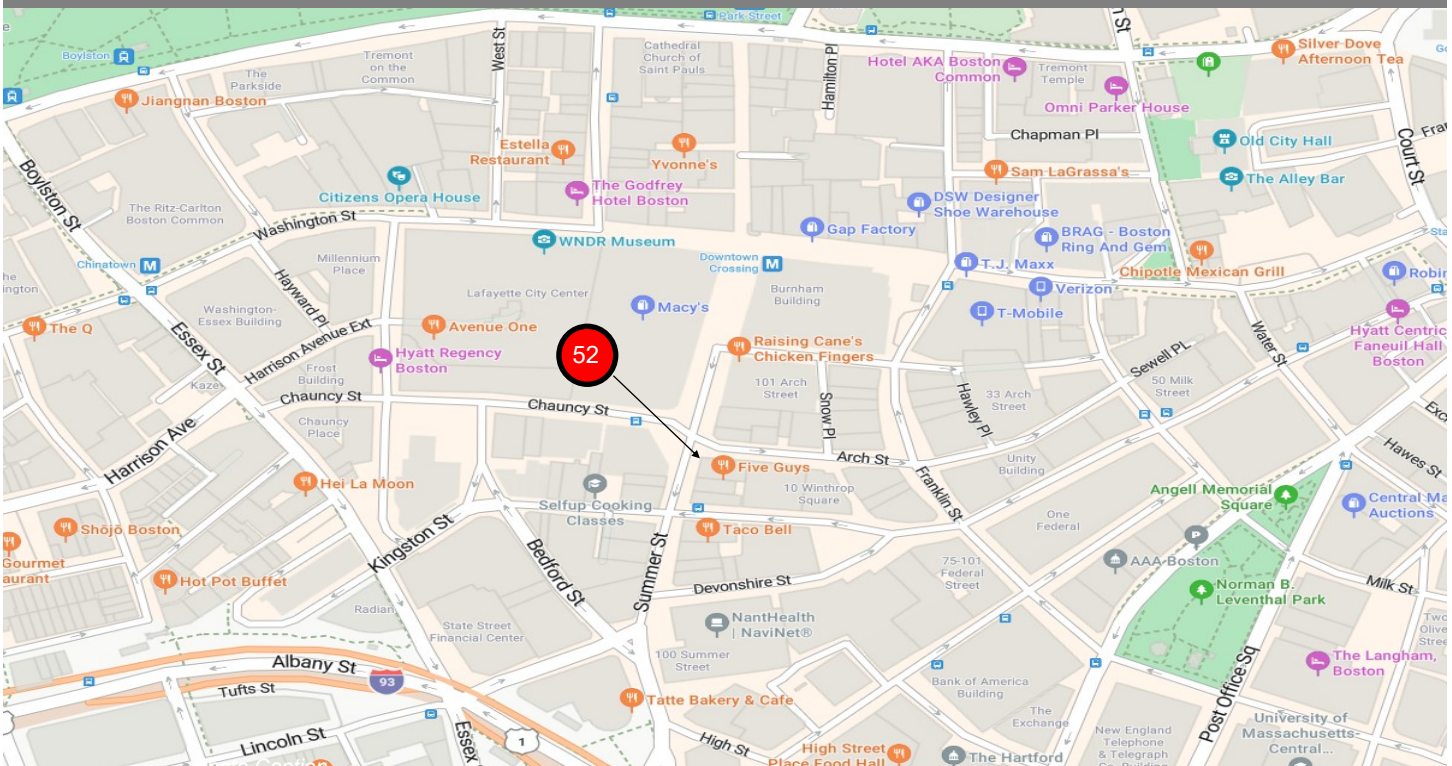 Park Street
Boylston
The
Parkside
Jiangnan Boston
Tremont
on the
Common
West St
Cathedral
Church of
Saint Pauls
Hamilton Pl
Hotel AKA Boston
Common
Tremont
Temple
Omni Parker House
Silver Dove
Afternoon Tea
Chapman Pl
Old City Hall
Court St
Estella
Restaurant
Yvonne's
Sam LaGrassa's
The Alley Bar
Boylston St
Citizens Opera House
The Godfrey
Hotel Boston
DSW Designer
Shoe Warehouse
The Ritz-Carlton
Boston Common
Washington St
Gap Factory
BRAG - Boston
Ring And Gem
WNDR Museum
Downtown
Crossing
Chinatown
Millennium
Place
T.J. Maxx
Chipotle Mexican Grill
Hayward Pl
Lafayette City Center
Burnham
Building
Verizon
Macy's
T-Mobile
Washington-
Essex Building
The Q
Essex St
Avenue One
Harrison Avenue Ext
Water St
Hyatt Centric
Faneuil Hall
Boston
52
Raising Cane's
Chicken Fingers
Hyatt Regency
Boston
Sewell PL
Frost
Building
Kaze
101 Arch
Street
50 Milk
Street
Chauncy St
Chauncy St
Snow Pl
Hawley Pl
33 Arch
Street
Chauncy
Place
Harrison Ave
Arch St
Hawes St
Five Guys
Unity
Building
Hei La Moon
Selfup Cooking
Classes
10 Winthrop
Square
Franklin St
Angell Memorial
Square
Shōjō Boston
Kingston St
Taco Bell
One
Federal
Bedford St
Summer St
AAA-Boston
Hot Pot Buffet
Devonshire St
75-101
Federal
Street
Norman B.
Leventhal Park
Milk St
Radian
State Street
Financial Center
NantHealth
| NaviNet®
100 Summer
Street
The Langham,
Boston
Albany St
93
Tufts St
Tatte Bakery & Cafe
Bank of America
Building
Post Office Sq
The
Exchange
University of
Massachusetts-
Central...
Lincoln St
Essex
1
High St
High Street
Place Food Hall
The Hartford
New England
Telephone
& Telegraph